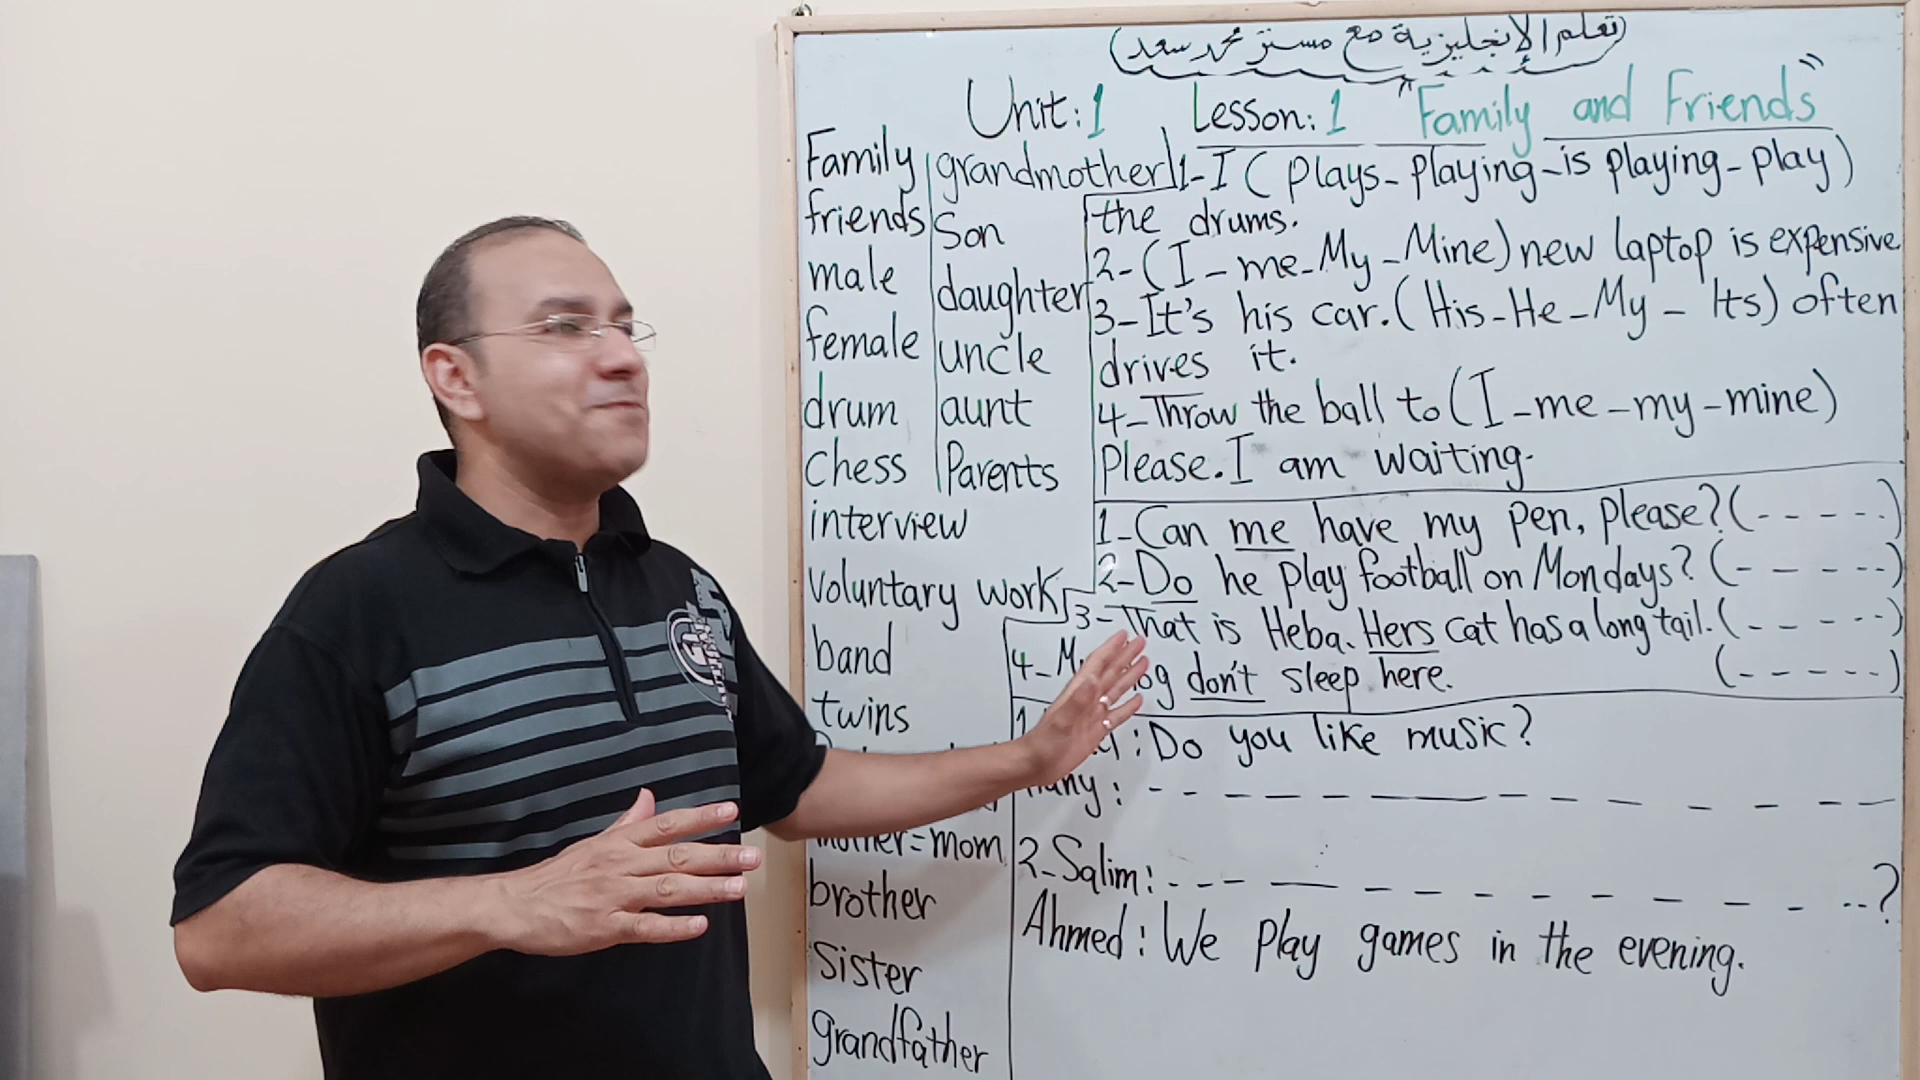 (تعلم الإنجليزية مع مستر محمد سعد)
Unit: 1 Lesson: 1 "Family and Friends"
Family
friends
male
female
drum
chess
interview
voluntary work
band
twins
mother = mom
brother
sister
grandfather
grandmother
Son
daughter
uncle
aunt
Parents
1- I (plays - playing - is playing - play)
the drums.
2- (I - me - My - Mine) new laptop is expensive.
3- It's his car. (His - He - My - Its) often
drives it.
4- Throw the ball to (I - me - my - mine)
Please. I am waiting.
1- Can me have my pen, please? (- - - - -)
2- Do he play football on Mondays? (- - - - -)
3- That is Heba. Hers cat has a long tail. (- - - - -)
4- don't sleep here. (- - - - -)
1 : Do you like music?
: - - - - - - - - - - - - -
2- Salim: - - - - - - - - - - - - - ?
Ahmed: We play games in the evening.